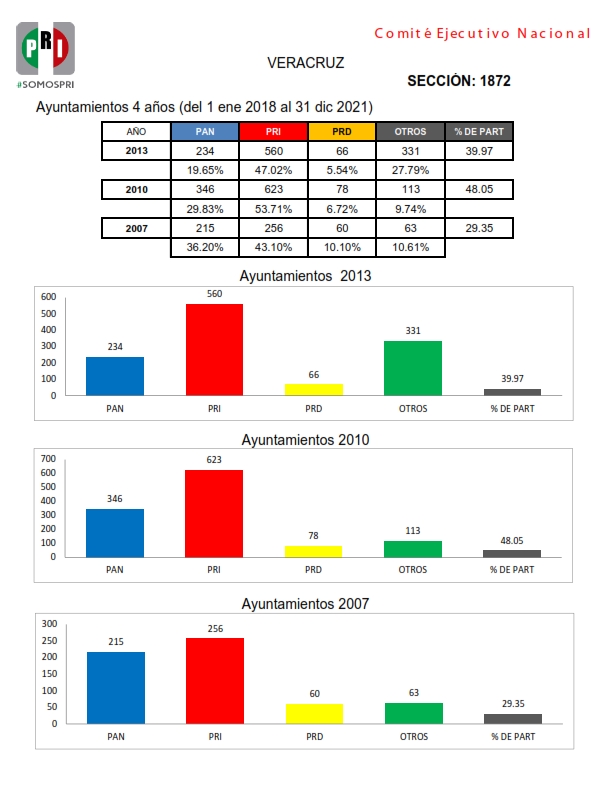 Comité Ejecutivo Nacional
PRI
#SOMOSPRI
VERACRUZ
SECCIÓN: 1872
Ayuntamientos 4 años (del 1 ene 2018 al 31 dic 2021)
AÑO PAN PRI PRD OTROS % DE PART
2013 234 560 66 331 39.97
19.65% 47.02% 5.54% 27.79%
2010 346 623 78 113 48.05
29.83% 53.71% 6.72% 9.74%
2007 215 256 60 63 29.35
36.20% 43.10% 10.10% 10.61%
Ayuntamientos 2013
600
500
400
300
200
100
0
234 560 66 331 39.97
PAN PRI PRD OTROS % DE PART
Ayuntamientos 2010
700
600
500
400
300
200
100
0
346 623 78 113 48.05
PAN PRI PRD OTROS % DE PART
Ayuntamientos 2007
300
250
200
150
100
50
0
215 256 60 63 29.35
PAN PRI PRD OTROS % DE PART